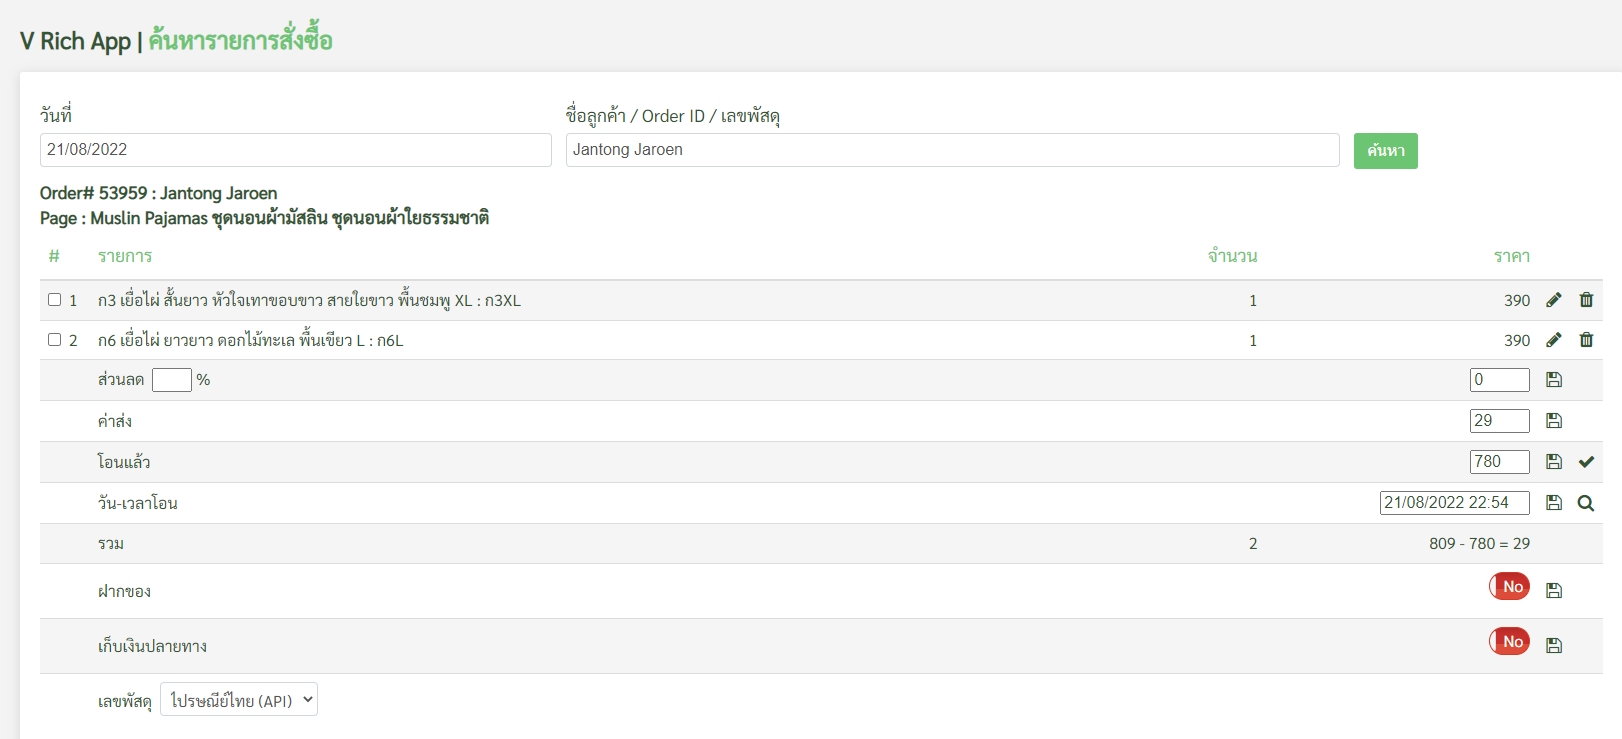 V Rich App | ค้นหารายการสั่งซื้อ
วันที่
ชื่อลูกค้า / Order ID / เลขพัสดุ
21/08/2022
Jantong Jaroen
ค้นหา
Order# 53959 : Jantong Jaroen
Page : Muslin Pajamas ชุดนอนผ้ามัสลิน ชุดนอนผ้าใยธรรมชาติ
# รายการ จำนวน ราคา
1 ก3 เยื่อไผ่ สั้นยาว หัวใจเทาขอบขาว สายใยขาว พื้นชมพู XL : ก3XL 1 390
2 ก6 เยื่อไผ่ ยาวยาว ดอกไม้ทะเล พื้นเขียว L : ก6L 1 390
ส่วนลด % 0
ค่าส่ง 29
โอนแล้ว 780
วัน-เวลาโอน 21/08/2022 22:54
รวม 2 809 - 780 = 29
ฝากของ No
เก็บเงินปลายทาง No
เลขพัสดุ ไปรษณีย์ไทย (API)